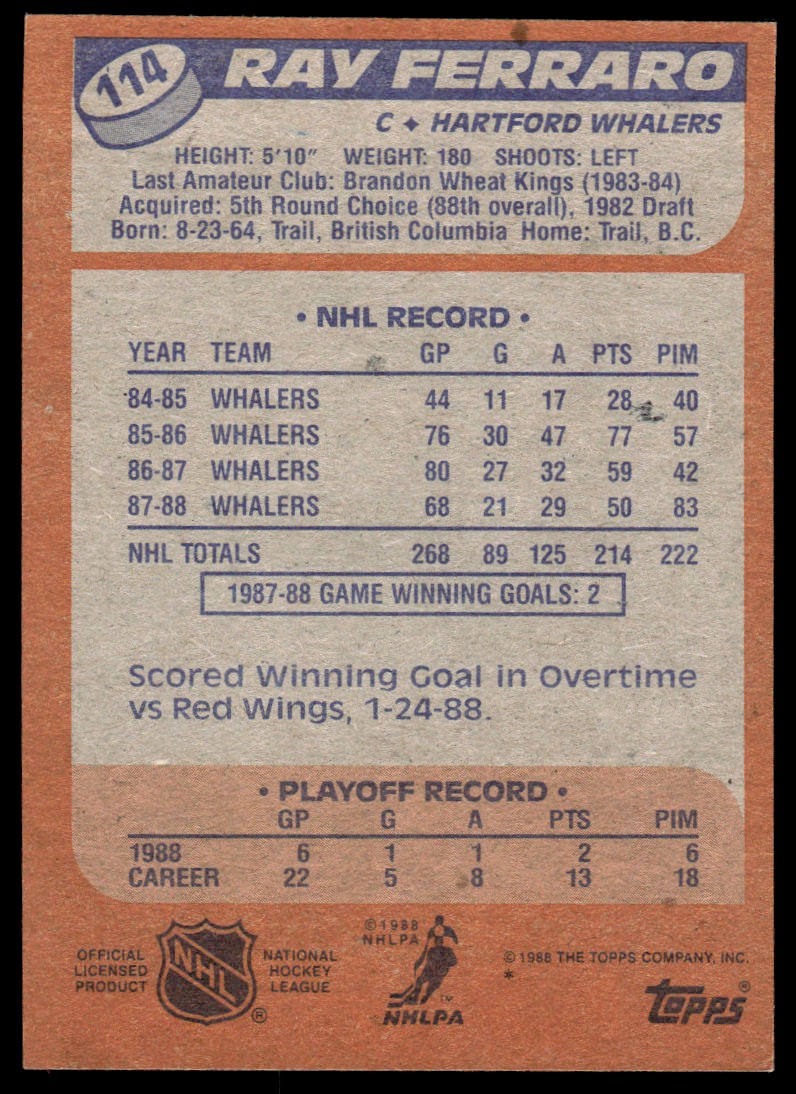 114
RAY FERRARO
C ✦ HARTFORD WHALERS
HEIGHT: 5'10" WEIGHT: 180 SHOOTS: LEFT
Last Amateur Club: Brandon Wheat Kings (1983-84)
Acquired: 5th Round Choice (88th overall), 1982 Draft
Born: 8-23-64, Trail, British Columbia Home: Trail, B.C.
• NHL RECORD •
YEAR TEAM GP G A PTS PIM
84-85 WHALERS 44 11 17 28 40
85-86 WHALERS 76 30 47 77 57
86-87 WHALERS 80 27 32 59 42
87-88 WHALERS 68 21 29 50 83
NHL TOTALS 268 89 125 214 222
1987-88 GAME WINNING GOALS: 2
Scored Winning Goal in Overtime
vs Red Wings, 1-24-88.
• PLAYOFF RECORD •
GP G A PTS PIM
1988 6 1 1 2 6
CAREER 22 5 8 13 18
OFFICIAL
LICENSED
PRODUCT
NHL
®
NATIONAL
HOCKEY
LEAGUE
©1988
NHLPA
™
NHLPA
©1988 THE TOPPS COMPANY, INC.
*
TOPPS®